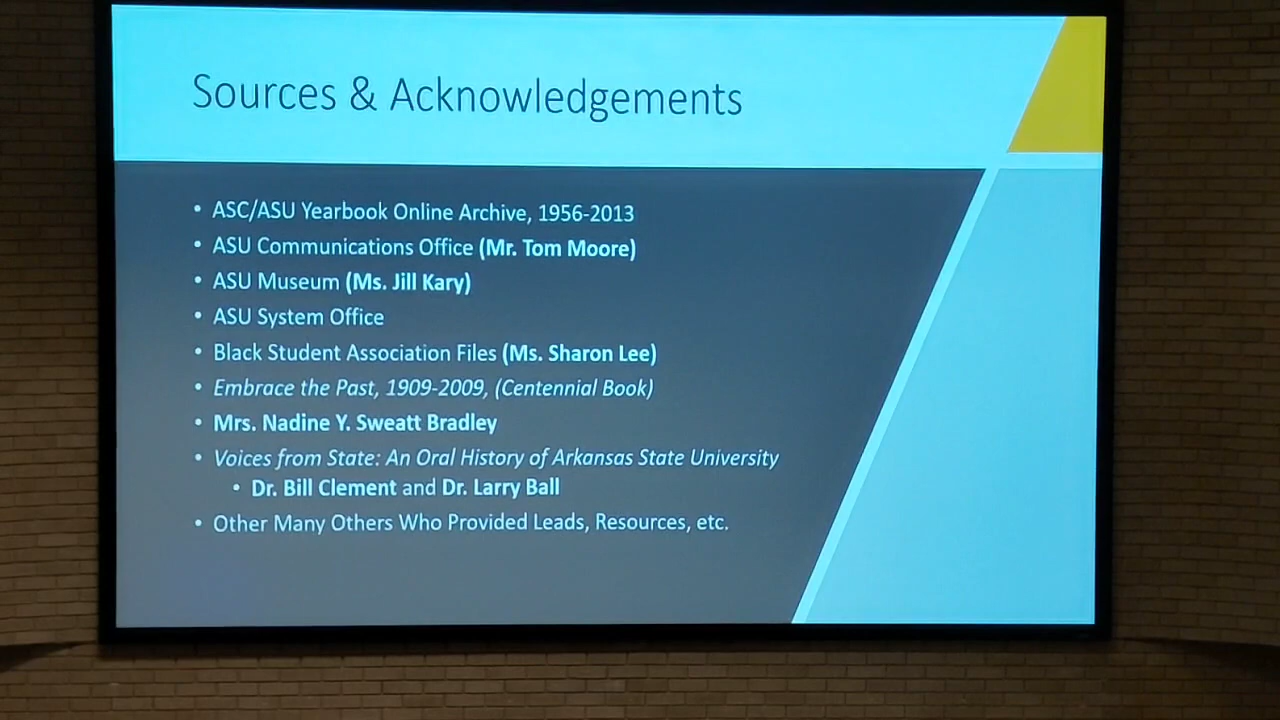 Sources & Acknowledgements
• ASC/ASU Yearbook Online Archive, 1956-2013
• ASU Communications Office (Mr. Tom Moore)
• ASU Museum (Ms. Jill Kary)
• ASU System Office
• Black Student Association Files (Ms. Sharon Lee)
• Embrace the Past, 1909-2009, (Centennial Book)
• Mrs. Nadine Y. Sweatt Bradley
• Voices from State: An Oral History of Arkansas State University
• Dr. Bill Clement and Dr. Larry Ball
• Other Many Others Who Provided Leads, Resources, etc.